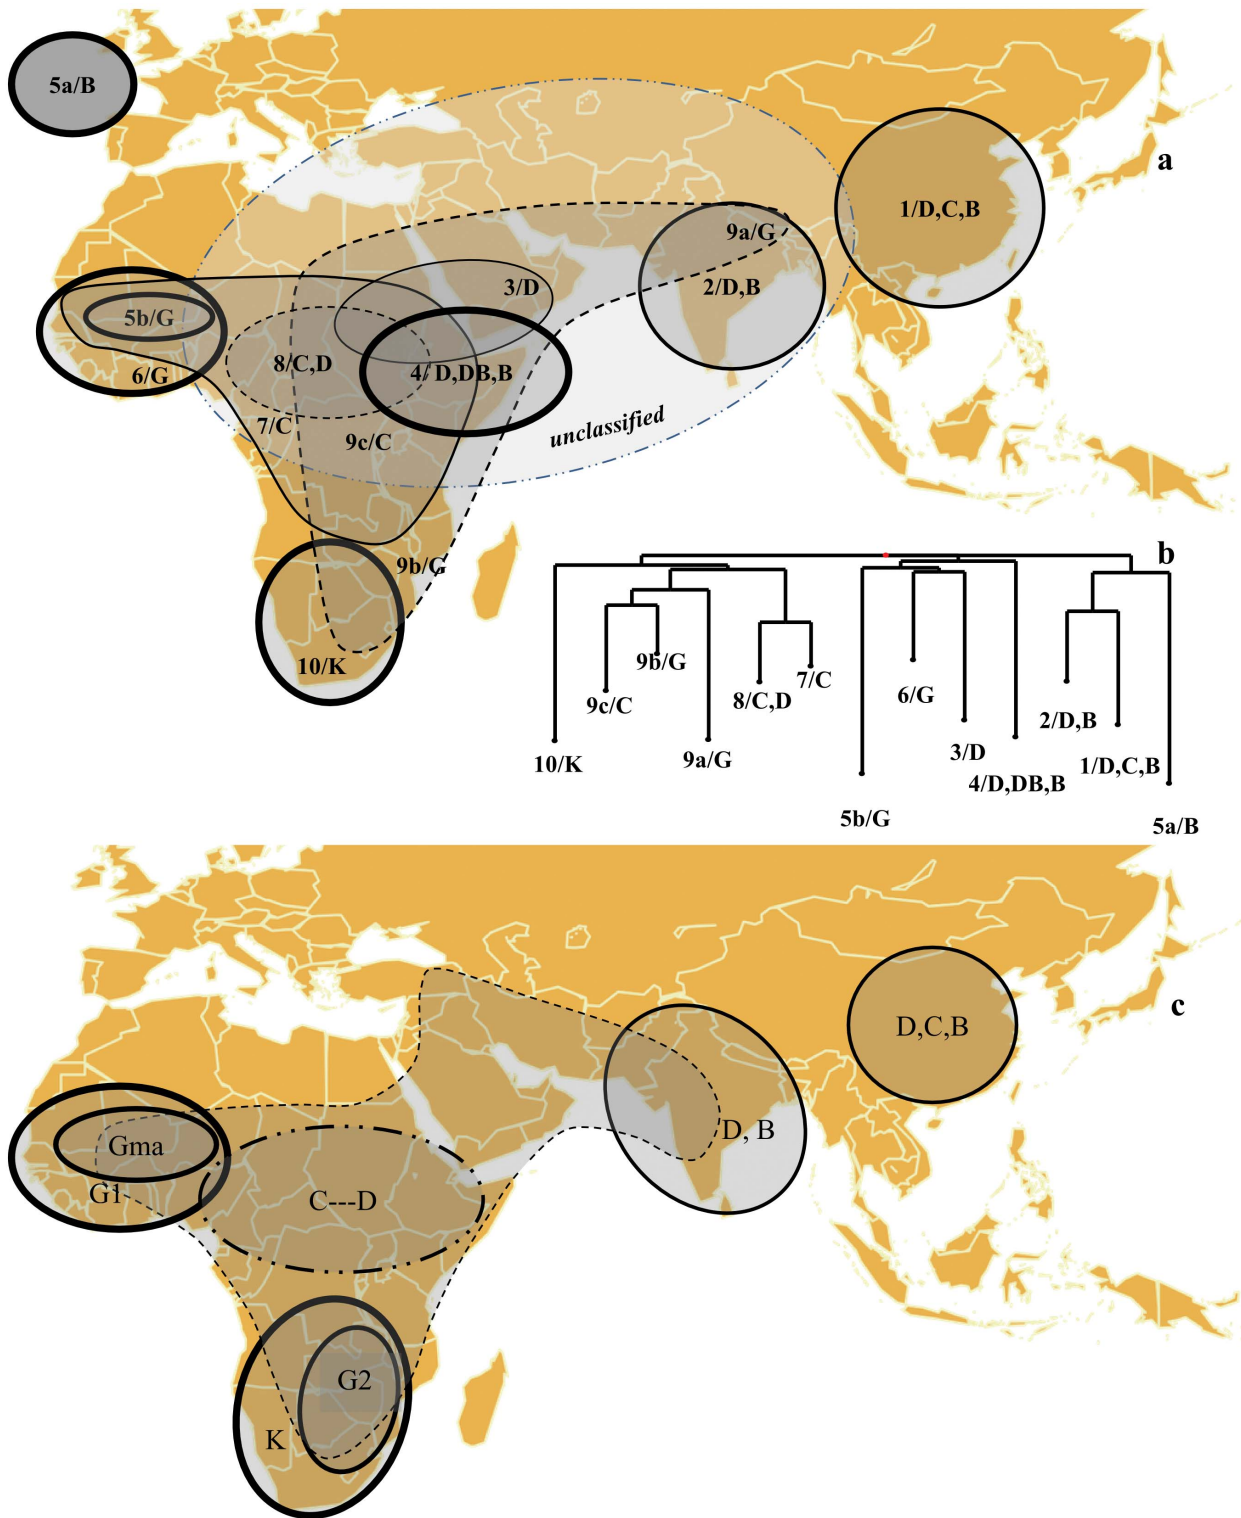 5a/B
a
1/D,C,B
9a/G
2/D,B
3/D
5b/G
8/C,D
4/ D,DB,B
6/G
7/C
9c/C
unclassified
9b/G
10/K
b
9b/G
7/C
9c/C
8/C,D
6/G
2/D,B
3/D
10/K
9a/G
1/D,C,B
4/D,DB,B
5b/G
5a/B
c
D,C,B
D, B
Gma
G1
C---D
G2
K